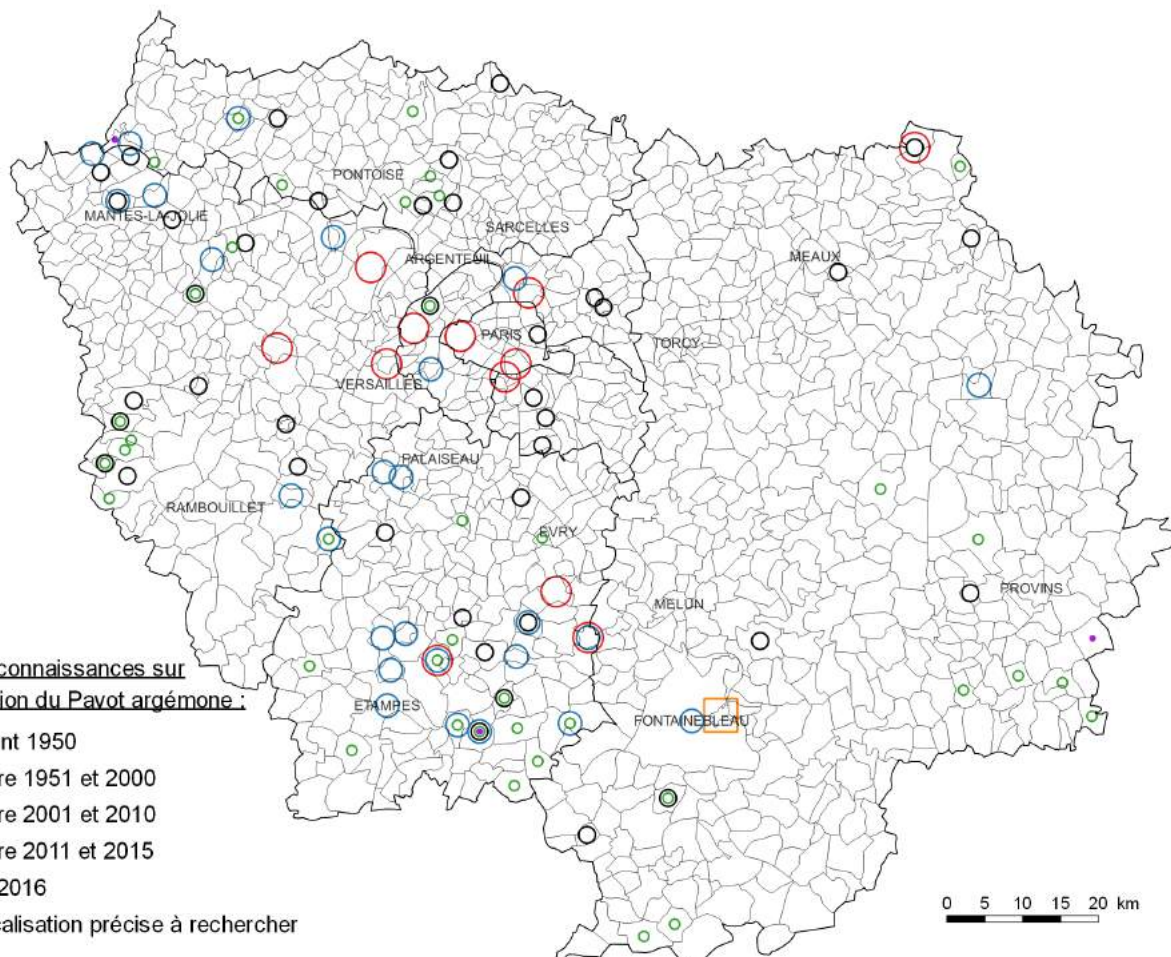 PONTOISE
MANTES-LA-JOLIE
SARCELLES
ARGENTEUIL
MEAUX
PARIS
TORCY
VERSAILLES
PALAISEAU
RAMBOUILLET
EVRY
PROVINS
MELUN
ETAMPES
FONTAINEBLEAU
connaissances sur
ion du Pavot argémone :
nt 1950
re 1951 et 2000
re 2001 et 2010
re 2011 et 2015
2016
calisation précise à rechercher
0 5 10 15 20 km